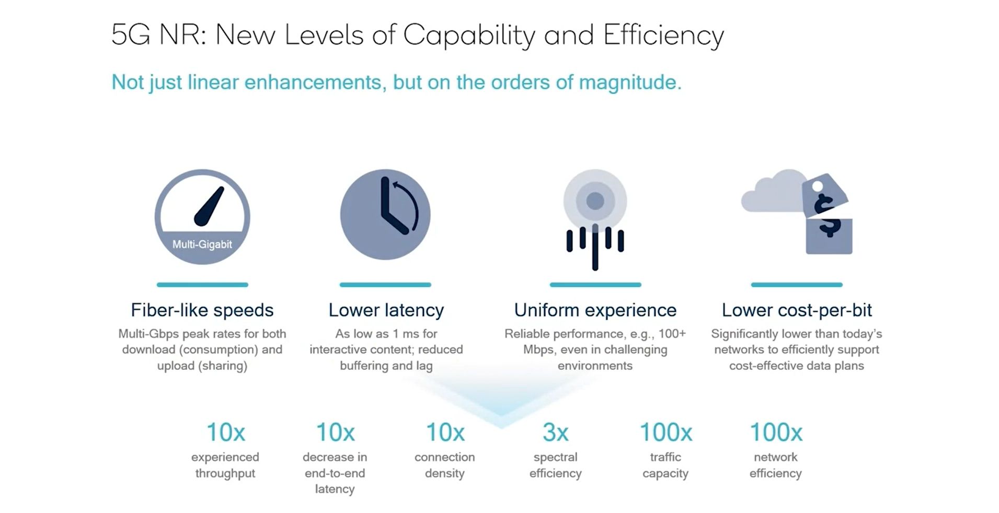 5G NR: New Levels of Capability and Efficiency
Not just linear enhancements, but on the orders of magnitude.
Multi-Gigabit
$
$
Fiber-like speeds
Multi-Gbps peak rates for both
download (consumption) and
upload (sharing)
Lower latency
As low as 1 ms for
interactive content; reduced
buffering and lag
Uniform experience
Reliable performance, e.g., 100+
Mbps, even in challenging
environments
Lower cost-per-bit
Significantly lower than today's
networks to efficiently support
cost-effective data plans
10x
experienced
throughput
10x
decrease in
end-to-end
latency
10x
connection
density
3x
spectral
efficiency
100x
traffic
capacity
100x
network
efficiency